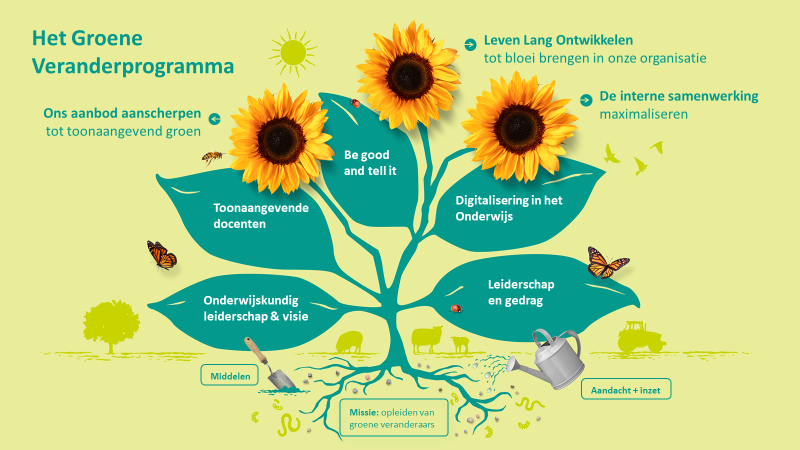 Het Groene
Veranderprogramma
Leven Lang Ontwikkelen
tot bloei brengen in onze organisatie
De interne samenwerking
maximaliseren
Ons aanbod aanscherpen
tot toonaangevend groen
Be good
and tell it
Toonaangevende
docenten
Digitalisering in het
Onderwijs
Onderwijskundig
leiderschap & visie
Leiderschap
en gedrag
Middelen
Aandacht + inzet
Missie: opleiden van
groene veranderaars